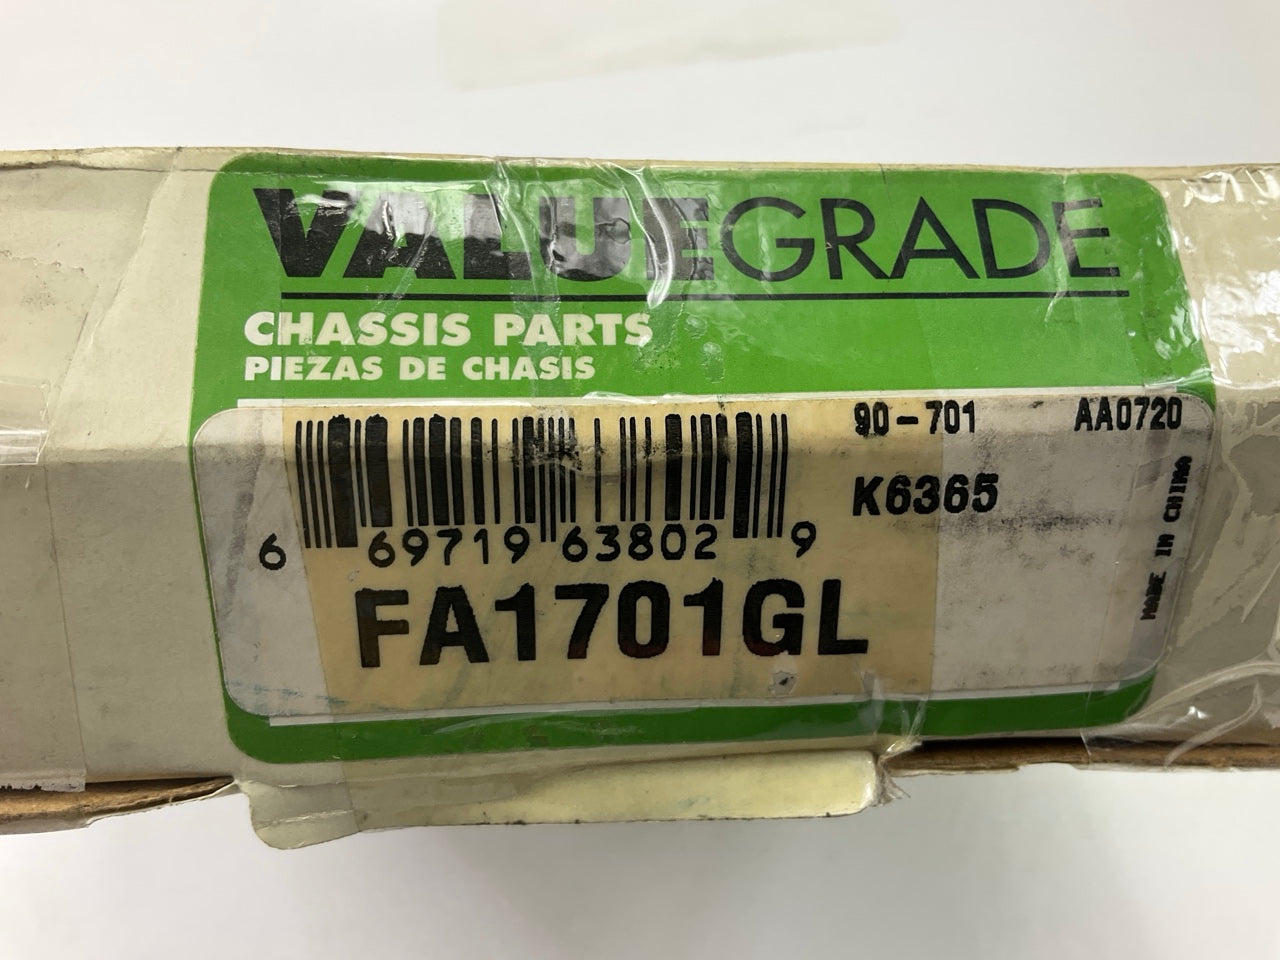 VALUEGRADE
CHASSIS PARTS
PIEZAS DE CHASIS
90-701 AA0720
K6365
6 69719 63802 9
FA1701GL
MADE IN CHINA